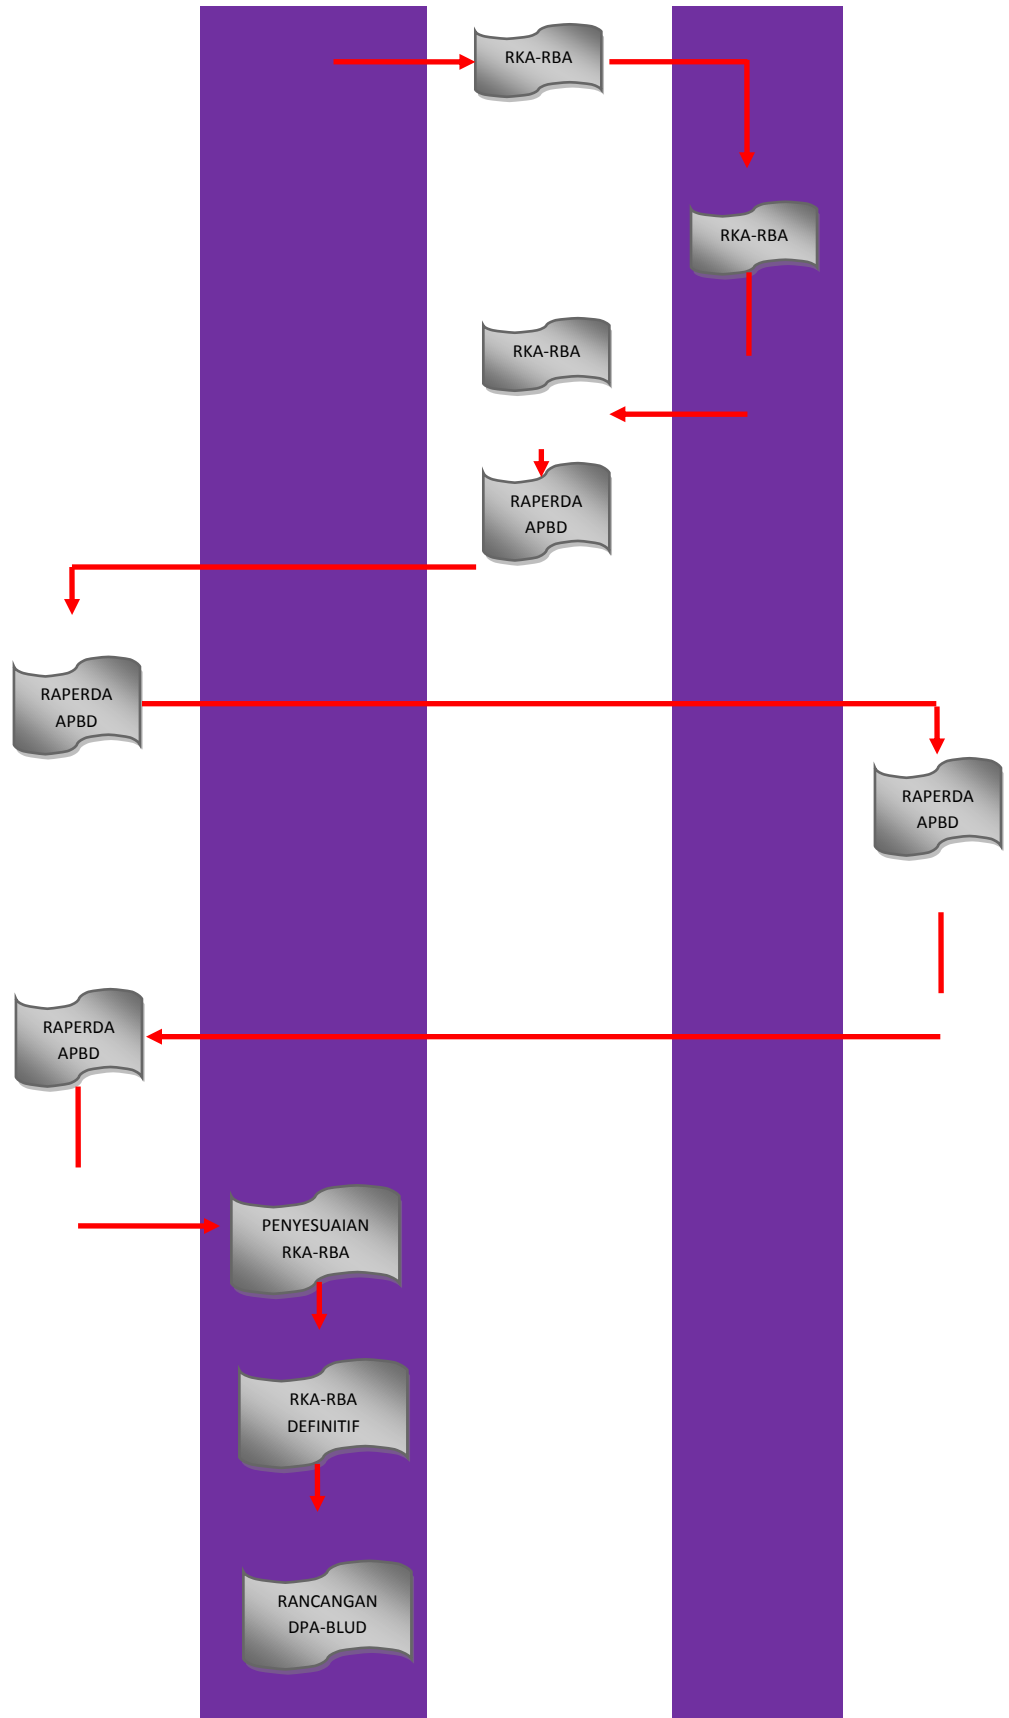 RKA-RBA
RKA-RBA
RKA-RBA
RAPERDA
APBD
RAPERDA
APBD
RAPERDA
APBD
RAPERDA
APBD
PENYESUAIAN
RKA-RBA
RKA-RBA
DEFINITIF
RANCANGAN
DPA-BLUD